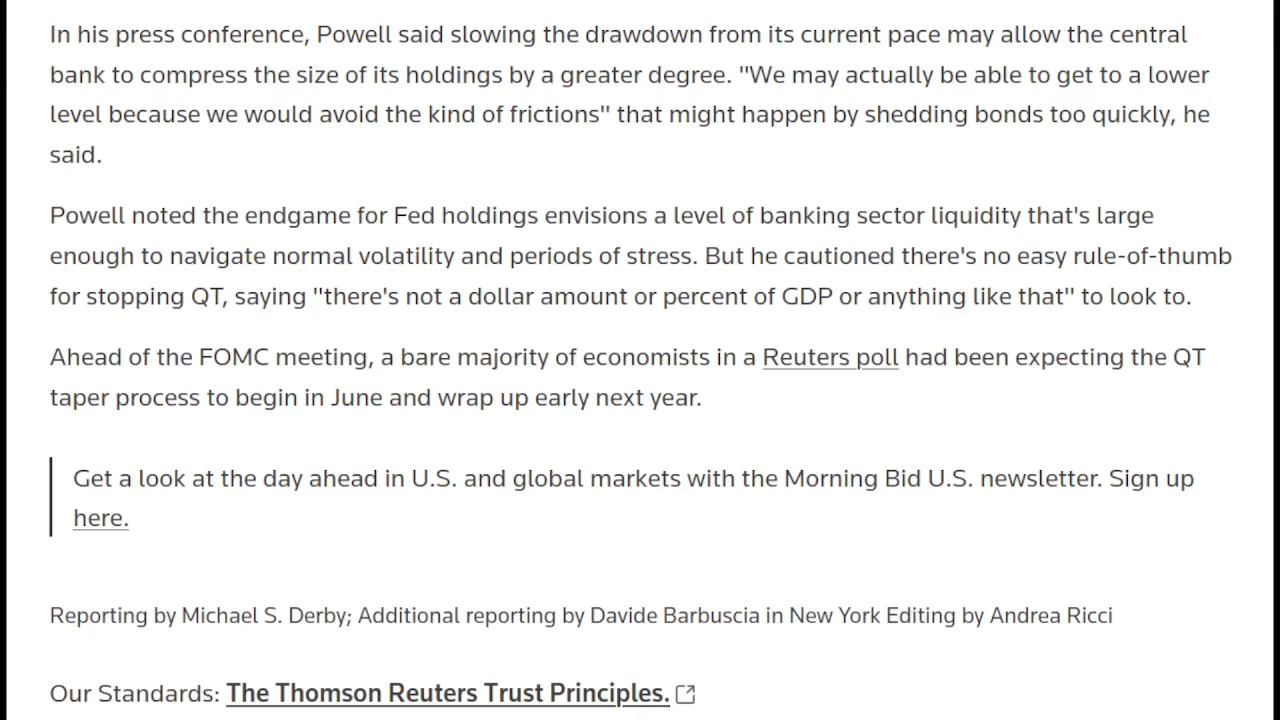 In his press conference, Powell said slowing the drawdown from its current pace may allow the central
bank to compress the size of its holdings by a greater degree. "We may actually be able to get to a lower
level because we would avoid the kind of frictions" that might happen by shedding bonds too quickly, he
said.
Powell noted the endgame for Fed holdings envisions a level of banking sector liquidity that's large
enough to navigate normal volatility and periods of stress. But he cautioned there's no easy rule-of-thumb
for stopping QT, saying "there's not a dollar amount or percent of GDP or anything like that" to look to.
Ahead of the FOMC meeting, a bare majority of economists in a Reuters poll had been expecting the QT
taper process to begin in June and wrap up early next year.
Get a look at the day ahead in U.S. and global markets with the Morning Bid U.S. newsletter. Sign up
here.
Reporting by Michael S. Derby; Additional reporting by Davide Barbuscia in New York Editing by Andrea Ricci
Our Standards: The Thomson Reuters Trust Principles.